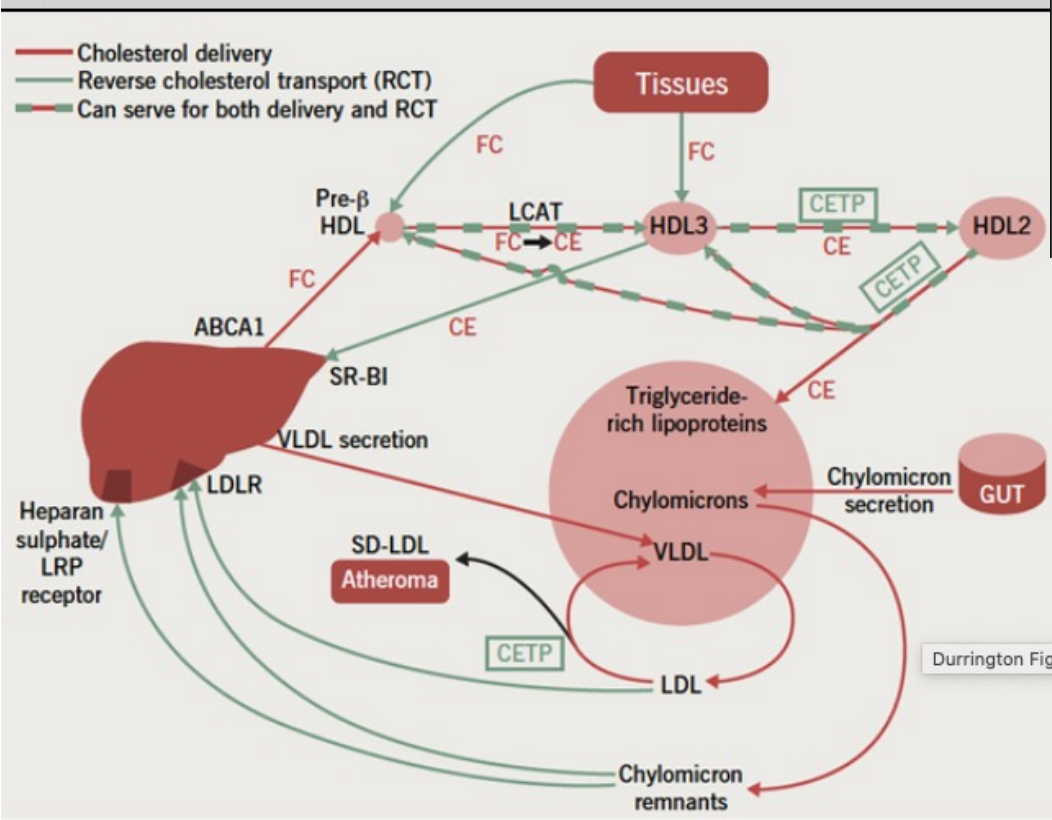 Cholesterol delivery
Reverse cholesterol transport (RCT)
Can serve for both delivery and RCT
Tissues
FC
FC
Pre-β
HDL
LCAT
FC CE
HDL3
CETP
CE
HDL2
CETP
FC
ABCA1
CE
SR-BI
CE
Triglyceride-
rich lipoproteins
VLDL secretion
LDLR
Chylomicrons
Chylomicron
secretion
GUT
Heparan
sulphate/
LRP
receptor
SD-LDL
Atheroma
VLDL
CETP
LDL
Durrington Fig
Chylomicron
remnants